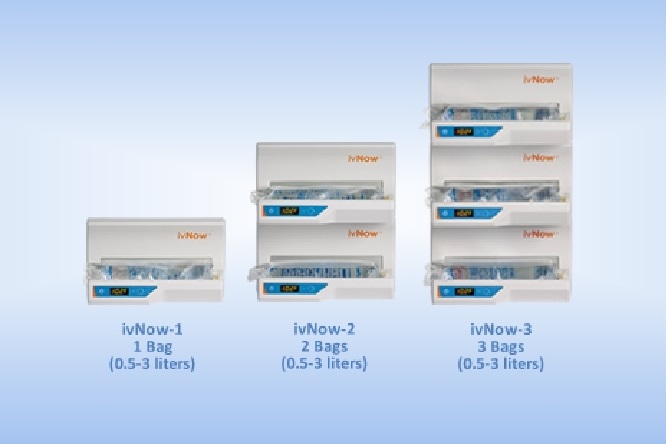 ivNow
ivNow
ivNow
ivNow
ivNow
ivNow
ivNow-1
1 Bag
(0.5-3 liters)
ivNow-2
2 Bags
(0.5-3 liters)
ivNow-3
3 Bags
(0.5-3 liters)